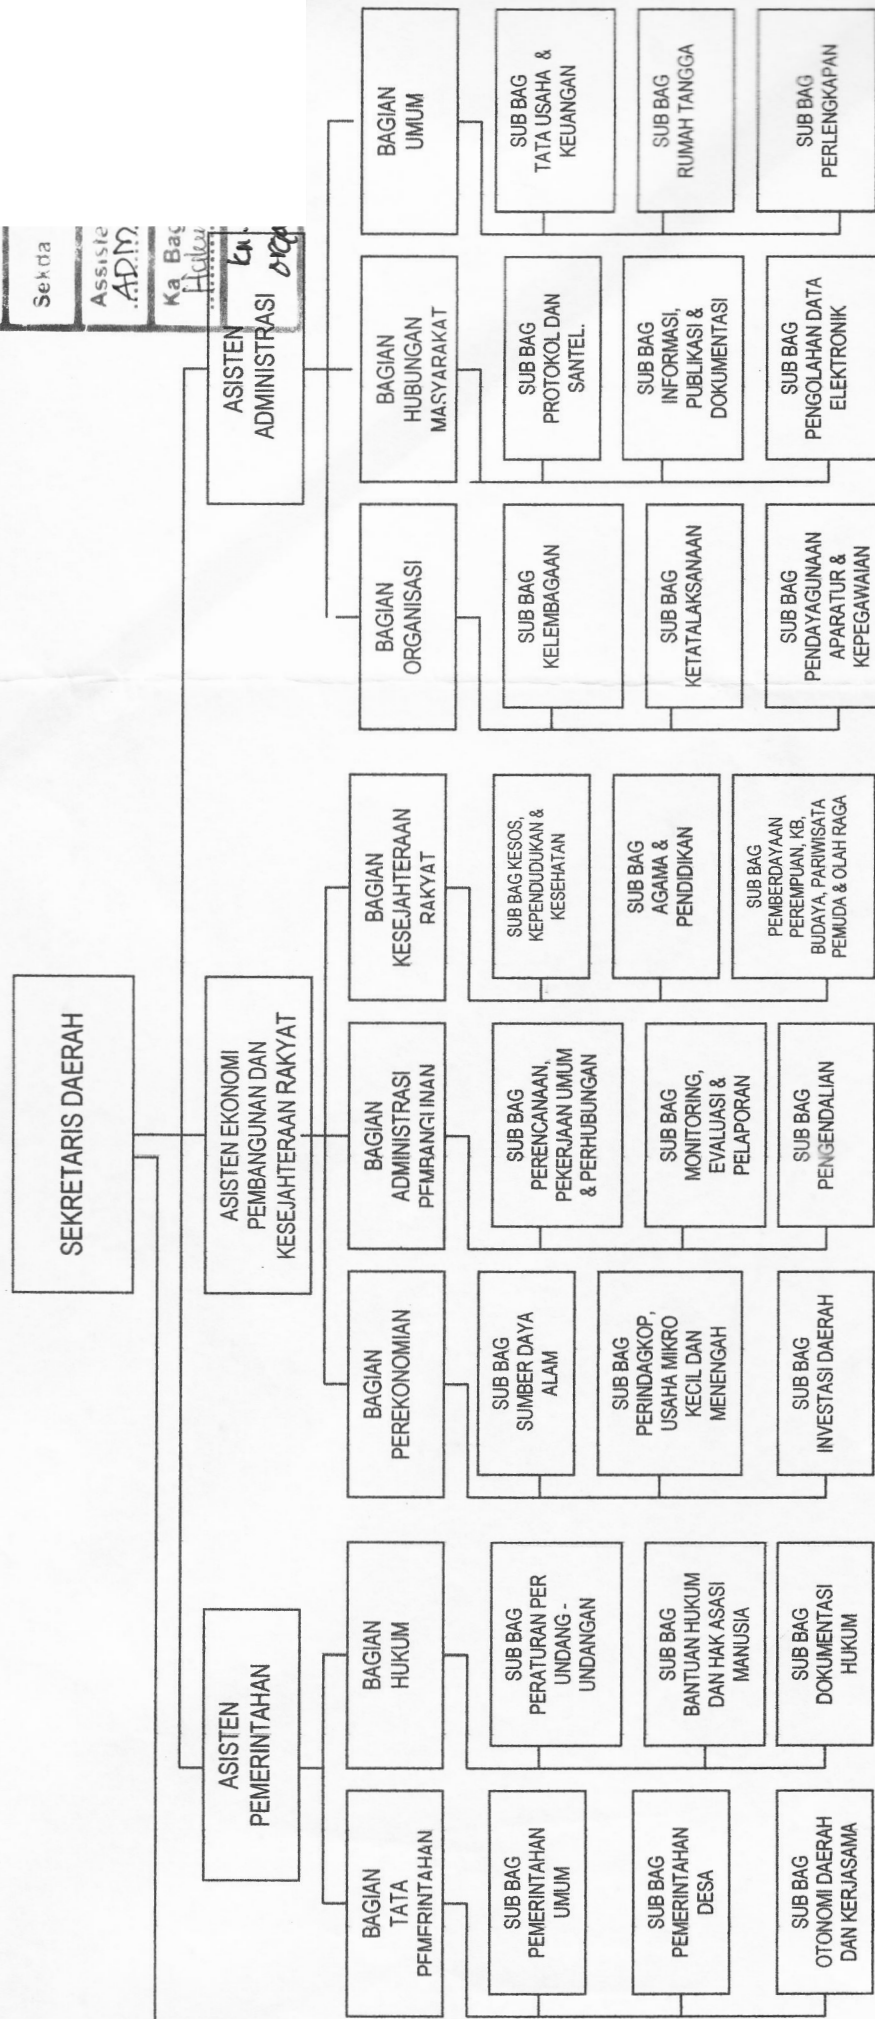 SEKRETARIS DAERAH
ASISTEN
PEMERINTAHAN
ASISTEN EKONOMI
PEMBANGUNAN DAN
KESEJAHTERAAN RAKYAT
ASISTEN
ADMINISTRASI
Sekda
Assiste
ADM
Ka Bag
BAGIAN
TATA
PEMERINTAHAN
BAGIAN
HUKUM
BAGIAN
PEREKONOMIAN
BAGIAN
ADMINISTRASI
PEMBANGUNAN
BAGIAN
KESEJAHTERAAN
RAKYAT
BAGIAN
ORGANISASI
BAGIAN
HUBUNGAN
MASYARAKAT
BAGIAN
UMUM
SUB BAG
PEMERINTAHAN
UMUM
SUB BAG
PERATURAN PER
UNDANG -
UNDANGAN
SUB BAG
SUMBER DAYA
ALAM
SUB BAG
PERENCANAAN,
PEKERJAAN UMUM
& PERHUBUNGAN
SUB BAG KESOS,
KEPENDUDUKAN &
KESEHATAN
SUB BAG
KELEMBAGAAN
SUB BAG
PROTOKOL DAN
SANTEL.
SUB BAG
TATA USAHA &
KEUANGAN
SUB BAG
PEMERINTAHAN
DESA
SUB BAG
BANTUAN HUKUM
DAN HAK ASASI
MANUSIA
SUB BAG
PERINDAGKOP,
USAHA MIKRO
KECIL DAN
MENENGAH
SUB BAG
MONITORING,
EVALUASI &
PELAPORAN
SUB BAG
AGAMA &
PENDIDIKAN
SUB BAG
KETATALAKSANAAN
SUB BAG
INFORMASI,
PUBLIKASI &
DOKUMENTASI
SUB BAG
RUMAH TANGGA
SUB BAG
OTONOMI DAERAH
DAN KERJASAMA
SUB BAG
DOKUMENTASI
HUKUM
SUB BAG
INVESTASI DAERAH
SUB BAG
PENGENDALIAN
SUB BAG
PEMBERDAYAAN
PEREMPUAN, KB,
BUDAYA, PARIWISATA
PEMUDA & OLAH RAGA
SUB BAG
PENDAYAGUNAAN
APARATUR &
KEPEGAWAIAN
SUB BAG
PENGOLAHAN DATA
ELEKTRONIK
SUB BAG
PERLENGKAPAN